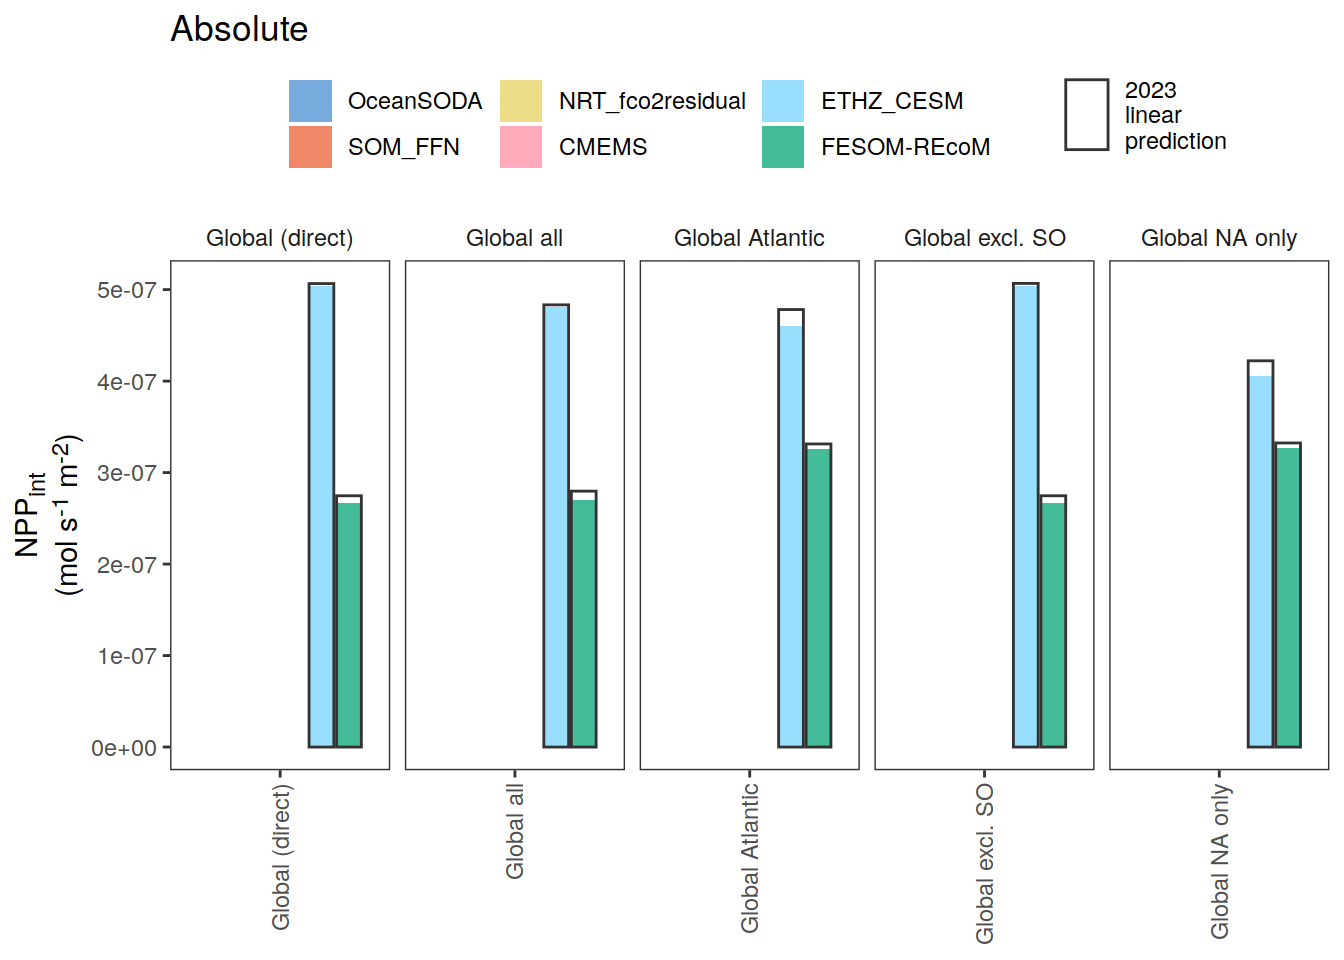 Absolute
OceanSODA
NRT_fco2residual
ETHZ_CESM
SOM_FFN
CMEMS
FESOM-REcoM
2023
linear
prediction
Global (direct)
Global all
Global Atlantic
Global excl. SO
Global NA only
NPPint
(mol s-1 m-2)
5e-07
4e-07
3e-07
2e-07
1e-07
0e+00
Global (direct)
Global all
Global Atlantic
Global excl. SO
Global NA only